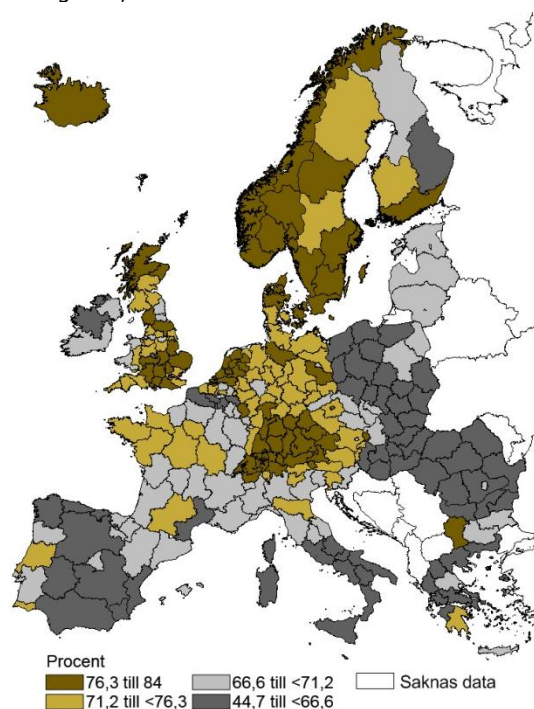 Procent
76,3 till 84
66,6 till <71,2
Saknas data
71,2 till <76,3
44,7 till <66,6